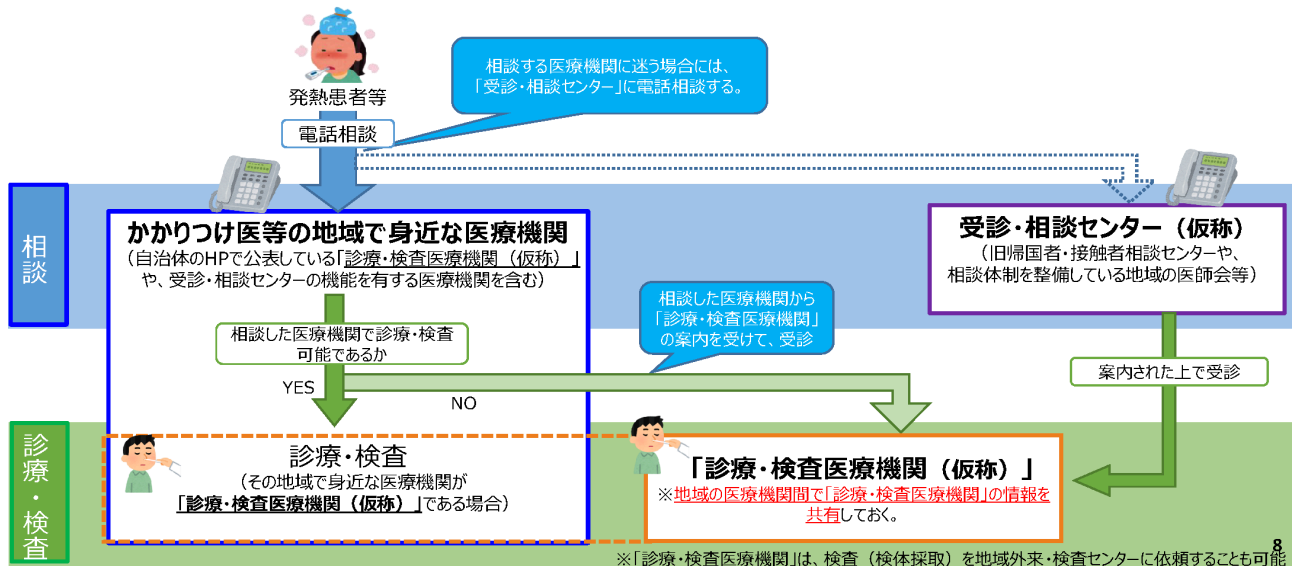 発熱患者等
電話相談
相談する医療機関に迷う場合には、
「受診・相談センター」に電話相談する。
相談
かかりつけ医等の地域で身近な医療機関
（自治体のHPで公表している「診療・検査医療機関（仮称）」
や、受診・相談センターの機能を有する医療機関を含む）
受診・相談センター（仮称）
（旧帰国者・接触者相談センターや、
相談体制を整備している地域の医師会等）
相談した医療機関で診療・検査
可能であるか
相談した医療機関から
「診療・検査医療機関」
の案内を受けて、受診
案内された上で受診
YES
NO
診療・検査
診療・検査
（その地域で身近な医療機関が
「診療・検査医療機関（仮称）」である場合）
「診療・検査医療機関（仮称）」
※地域の医療機関間で「診療・検査医療機関」の情報を
共有しておく。
※「診療・検査医療機関」は、検査（検体採取）を地域外来・検査センターに依頼することも可能
8